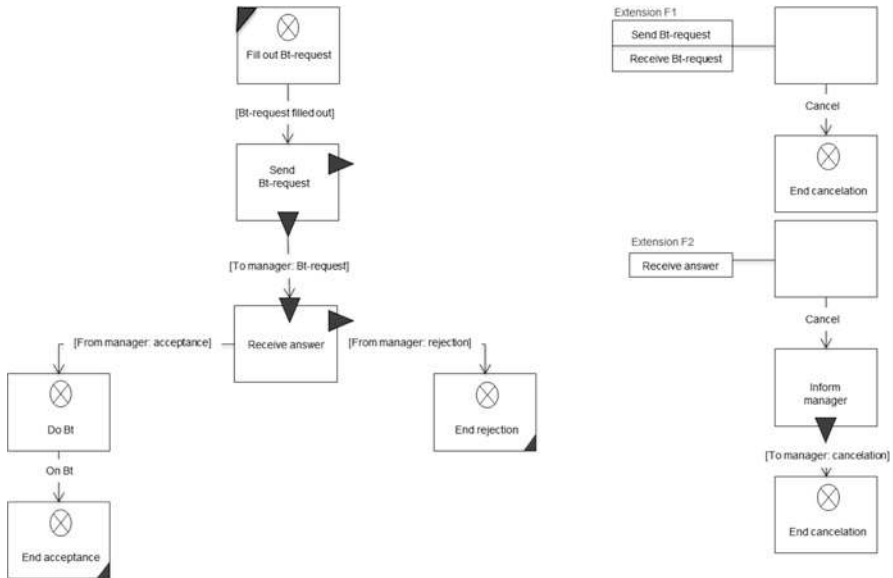 Fill out Bt-request
[Bt-request filled out]
Send
Bt-request
[To manager: Bt-request]
Receive answer
[From manager: acceptance]
[From manager: rejection]
Do Bt
On Bt
End acceptance
End rejection
Extension F1
Send Bt-request
Receive Bt-request
Cancel
End cancelation
Extension F2
Receive answer
Cancel
Inform
manager
[To manager: cancelation]
End cancelation